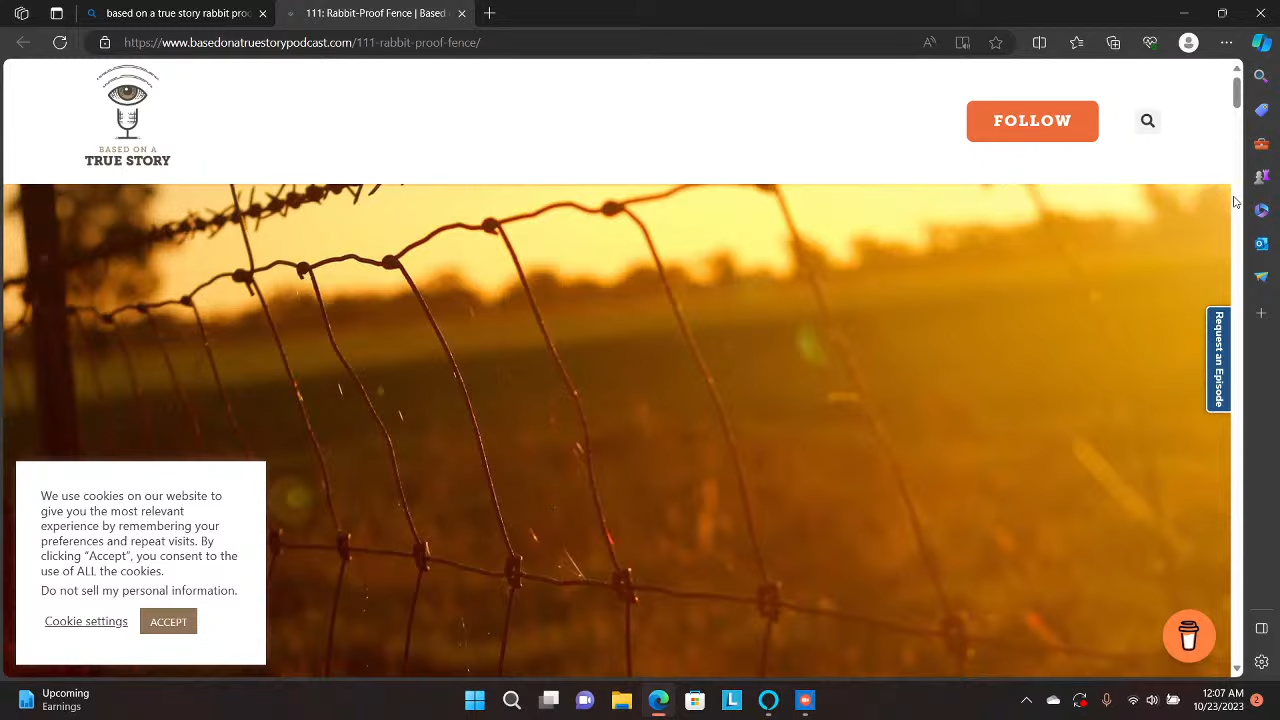 based on a true story rabbit pro
111: Rabbit-Proof Fence | Based
https://www.basedonatruestorypodcast.com/111-rabbit-proof-fence/
BASED ON A
TRUE STORY
FOLLOW
Request an Episode
We use cookies on our website to
give you the most relevant
experience by remembering your
preferences and repeat visits. By
clicking “Accept”, you consent to the
use of ALL the cookies.
Do not sell my personal information.
Cookie settings
ACCEPT
Upcoming
Earnings
12:07 AM
10/23/2023
2